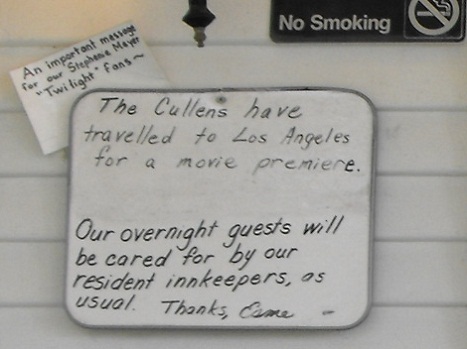 No Smoking
An important message
for our Stephenie Meyer
"Twilight" fans~
The Cullens have
travelled to Los Angeles
for a movie premiere.
Our overnight guests will
be cared for by our
resident innkeepers, as
usual. Thanks, Esme